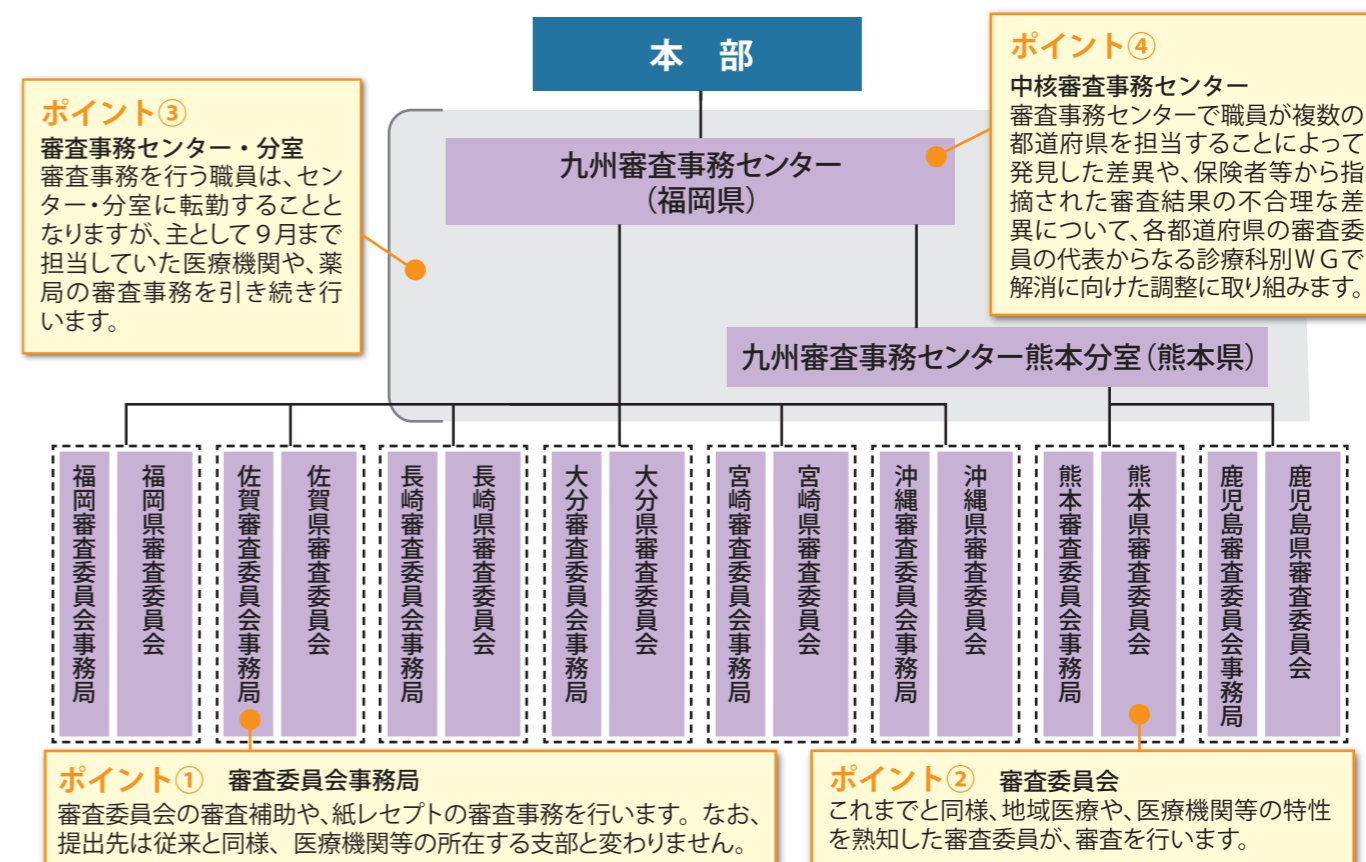 本 部
ポイント④
中核審査事務センター
審査事務センターで職員が複数の
都道府県を担当することによって
発見した差異や、保険者等から指
摘された審査結果の不合理な差
異について、各都道府県の審査委
員の代表からなる診療科別WGで
解消に向けた調整に取り組みます。
ポイント③
審査事務センター・分室
審査事務を行う職員は、セン
ター・分室に転勤することと
なりますが、主として9月まで
担当していた医療機関や、薬
局の審査事務を引き続き行
います。
九州審査事務センター
(福岡県)
九州審査事務センター熊本分室(熊本県)
福岡審査委員会事務局
福岡県審査委員会
佐賀審査委員会事務局
佐賀県審査委員会
長崎審査委員会事務局
長崎県審査委員会
大分審査委員会事務局
大分県審査委員会
宮崎審査委員会事務局
宮崎県審査委員会
沖縄審査委員会事務局
沖縄県審査委員会
熊本審査委員会事務局
熊本県審査委員会
鹿児島審査委員会事務局
鹿児島県審査委員会
ポイント① 審査委員会事務局
審査委員会の審査補助や、紙レセプトの審査事務を行います。なお、
提出先は従来と同様、医療機関等の所在する支部と変わりません。
ポイント② 審査委員会
これまでと同様、地域医療や、医療機関等の特性
を熟知した審査委員が、審査を行います。